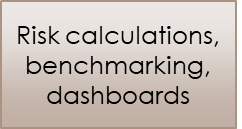 Risk calculations,
benchmarking,
dashboards